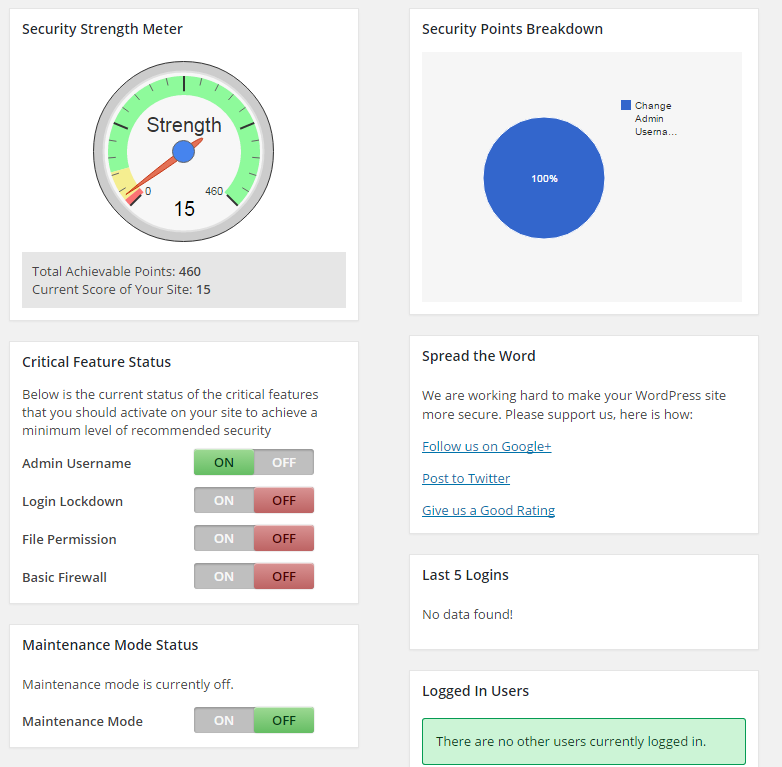 Security Strength Meter
Strength
0
460
15
Total Achievable Points: 460
Current Score of Your Site: 15
Critical Feature Status
Below is the current status of the critical features
that you should activate on your site to achieve a
minimum level of recommended security
Admin Username ON OFF
Login Lockdown ON OFF
File Permission ON OFF
Basic Firewall ON OFF
Maintenance Mode Status
Maintenance mode is currently off.
Maintenance Mode ON OFF
Security Points Breakdown
100%
Change
Admin
Userna...
Spread the Word
We are working hard to make your WordPress site
more secure. Please support us, here is how:
Follow us on Google+
Post to Twitter
Give us a Good Rating
Last 5 Logins
No data found!
Logged In Users
There are no other users currently logged in.